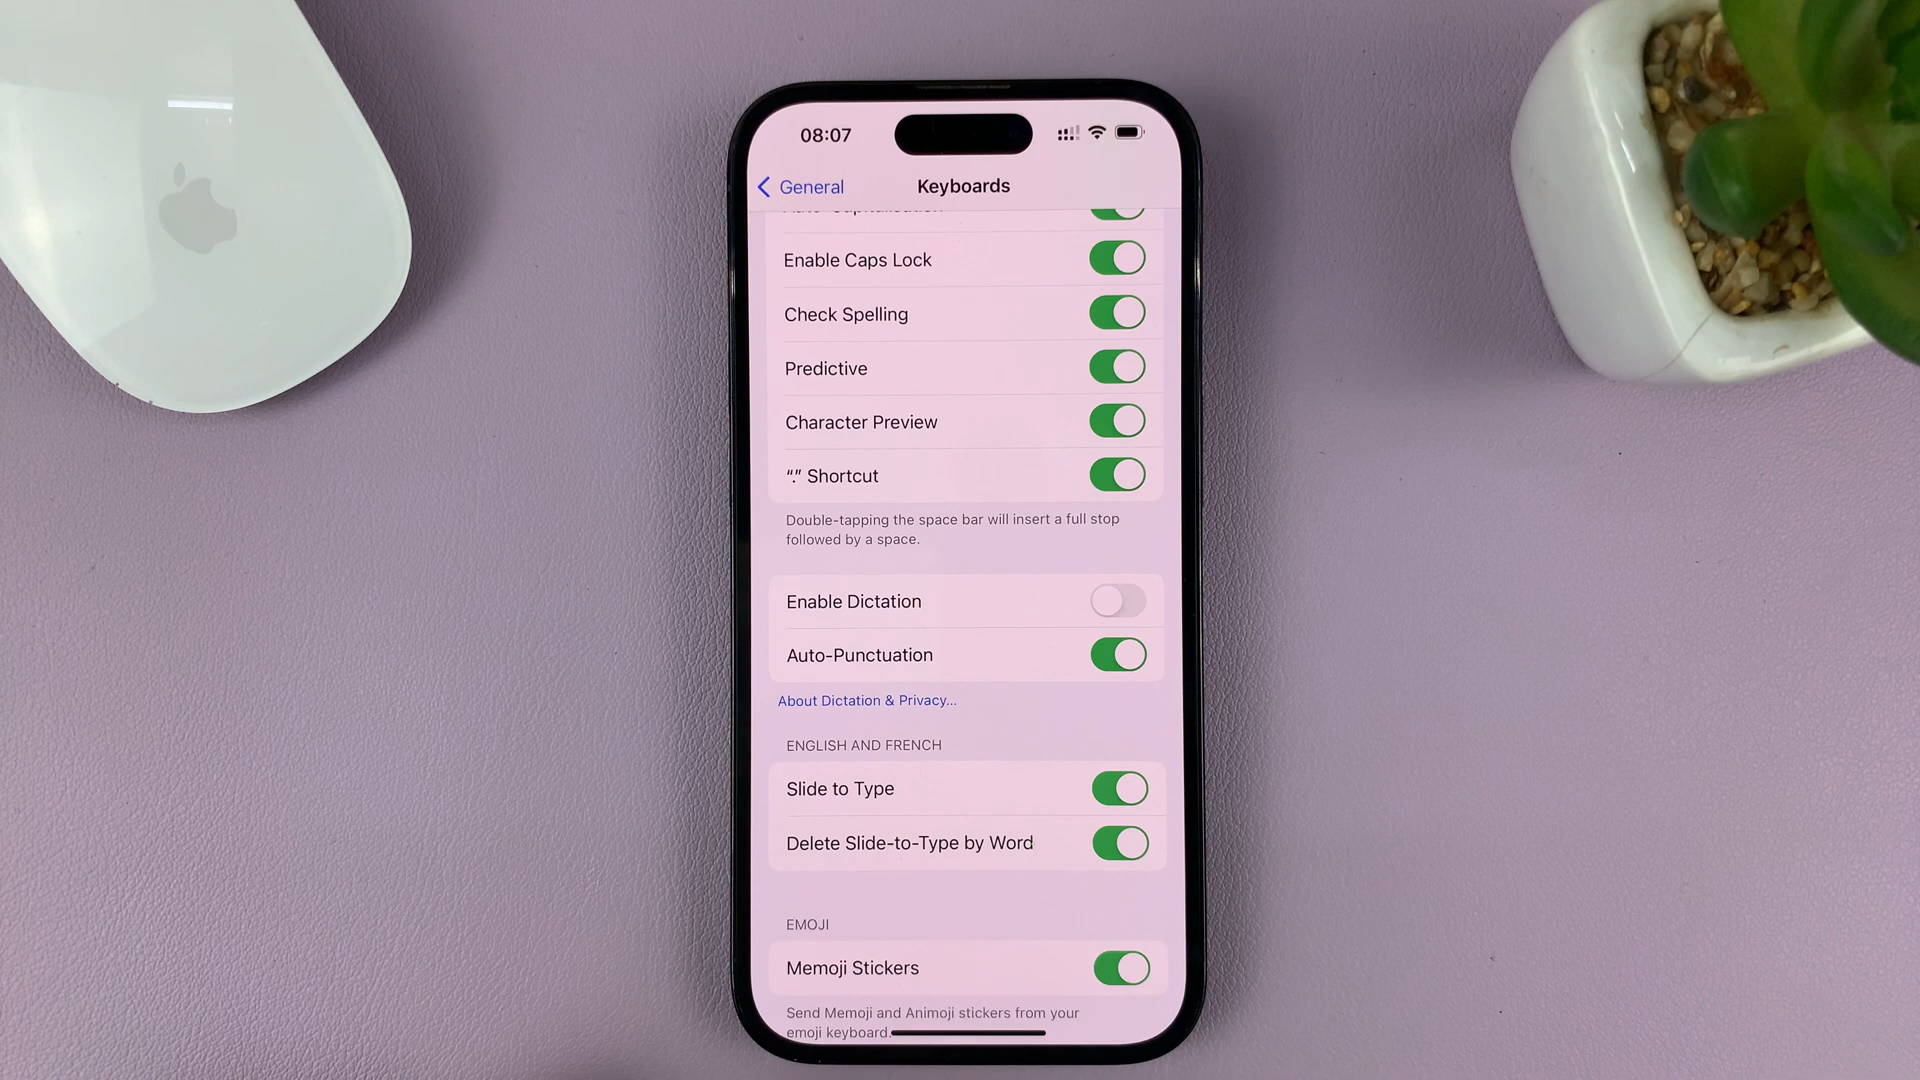 08:07
General
Keyboards
Enable Caps Lock
Check Spelling
Predictive
Character Preview
“.” Shortcut
Double-tapping the space bar will insert a full stop
followed by a space.
Enable Dictation
Auto-Punctuation
About Dictation & Privacy...
ENGLISH AND FRENCH
Slide to Type
Delete Slide-to-Type by Word
EMOJI
Memoji Stickers
Send Memoji and Animoji stickers from your
emoji keyboard.